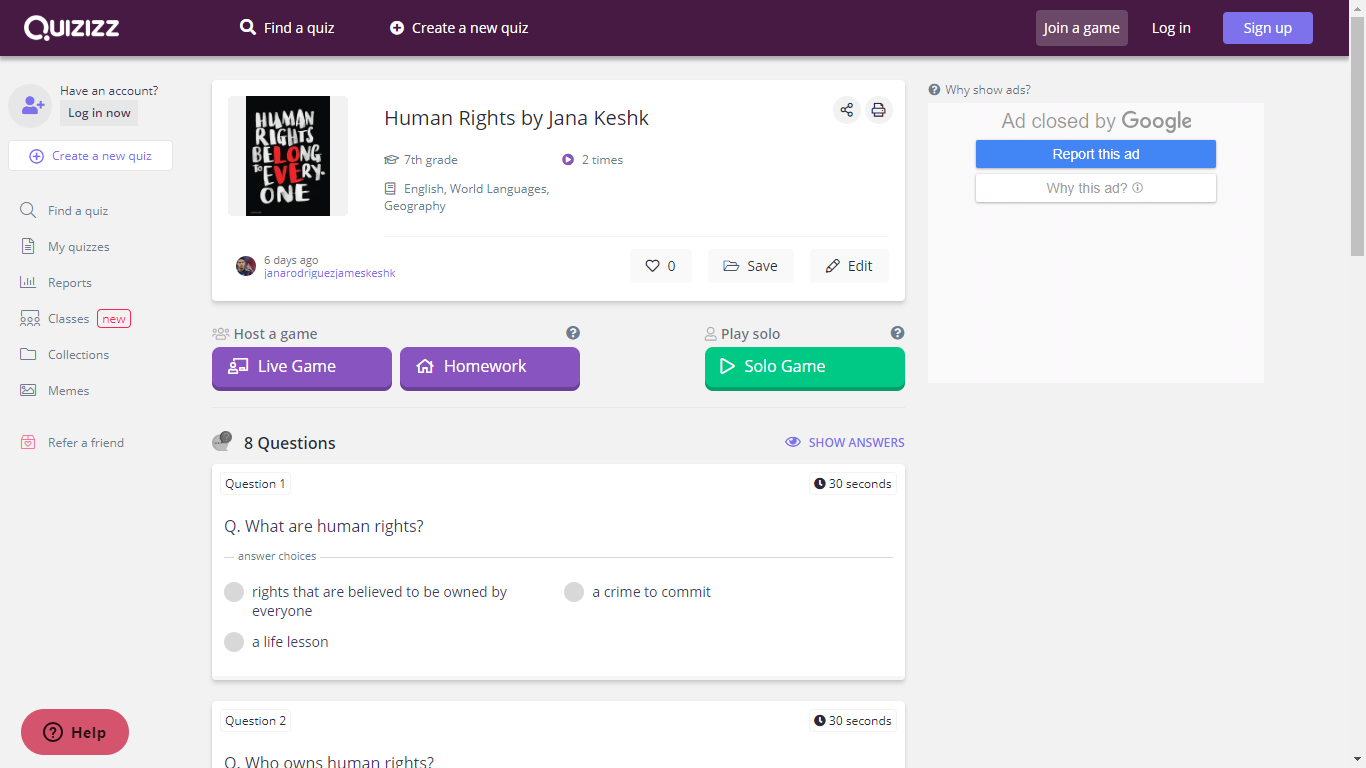 QUIZIZZ
Find a quiz
Create a new quiz
Join a game
Log in
Sign up
Have an account?
Log in now
Create a new quiz
Find a quiz
My quizzes
Reports
Classes
new
Collections
Memes
Refer a friend
Help
HUMAN
RIGHTS
BELONG
TO EVERY-
ONE
Human Rights by Jana Keshk
7th grade
2 times
English, World Languages,
Geography
6 days ago
janarodriguezjameskeshk
0
Save
Edit
Host a game
Play solo
Live Game
Homework
Solo Game
8 Questions
SHOW ANSWERS
Question 1
30 seconds
Q. What are human rights?
answer choices
rights that are believed to be owned by
everyone
a crime to commit
a life lesson
Question 2
30 seconds
Q. Who owns human rights?
Why show ads?
Ad closed by Google
Report this ad
Why this ad?